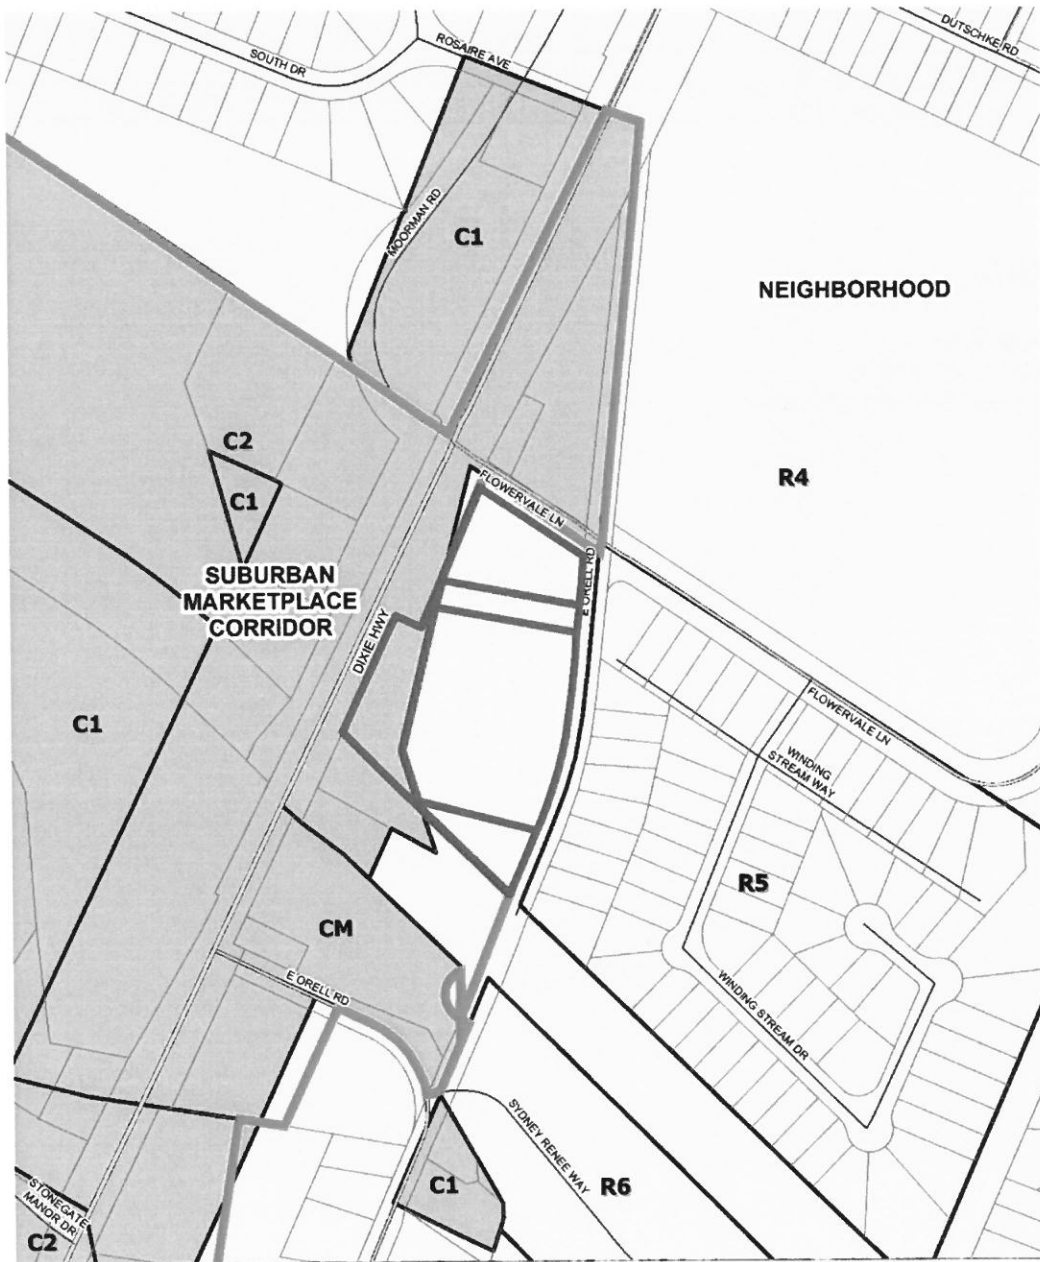 DUTSCHKE RD
ROSAIRE AVE
SOUTH DR
MOORMAN RD
C1
NEIGHBORHOOD
C2
C1
FLOWERVALE LN
R4
E ORELL RD
SUBURBAN
MARKETPLACE
CORRIDOR
DIXIE HWY
C1
FLOWERVALE LN
WINDING
STREAM WAY
R5
CM
E ORELL RD
WINDING STREAM DR
SYDNEY RENEE WAY
C1
R6
STONEGATE
MANOR DR
C2